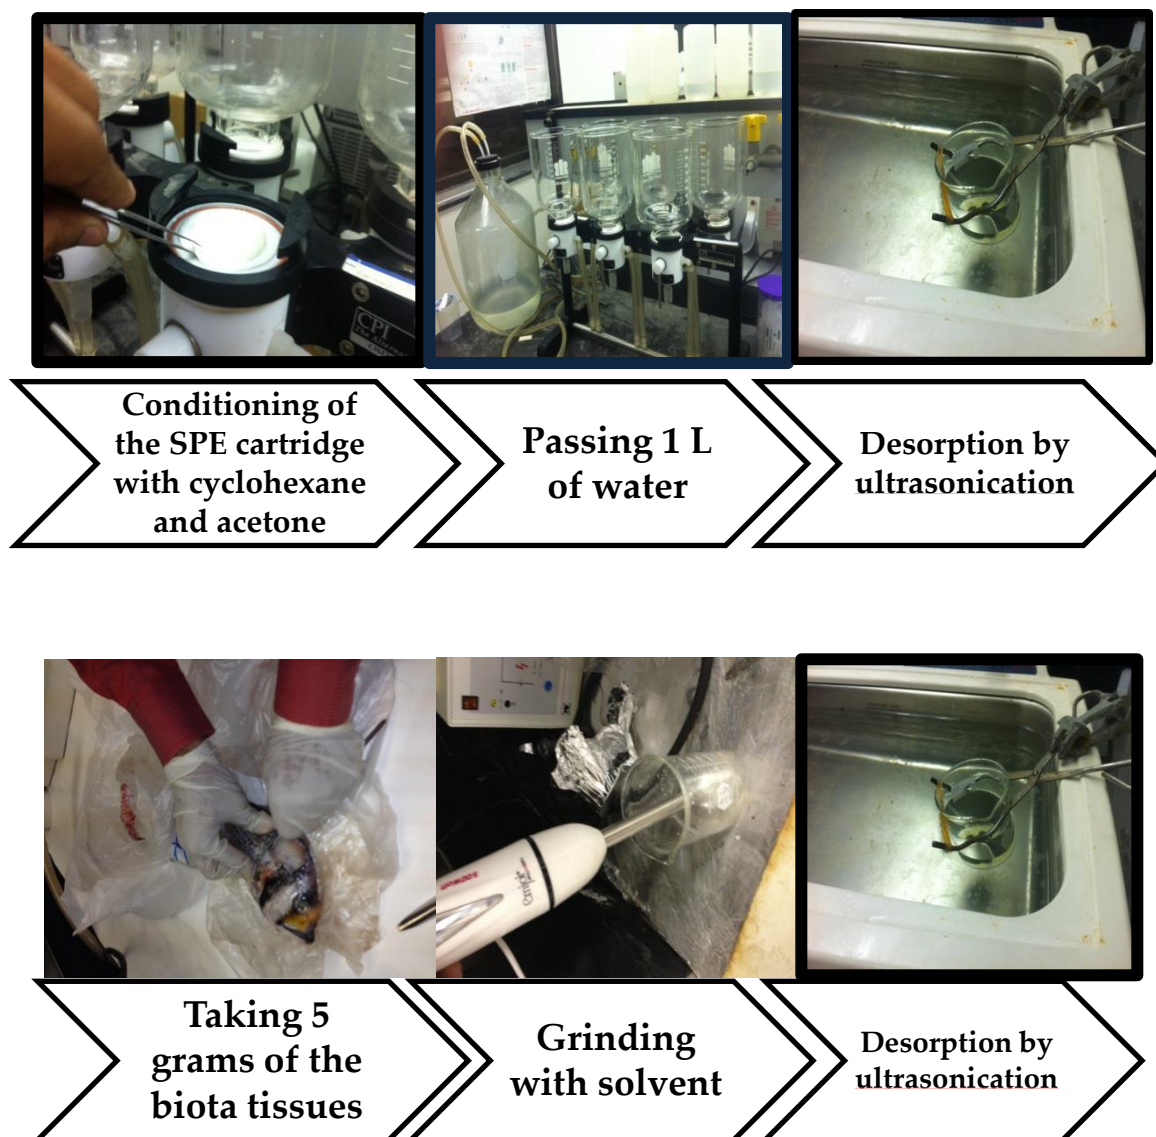 CPI
Conditioning of
the SPE cartridge
with cyclohexane
and acetone
Passing 1 L
of water
Desorption by
ultrasonication
Taking 5
grams of the
biota tissues
Grinding
with solvent
Desorption by
ultrasonication